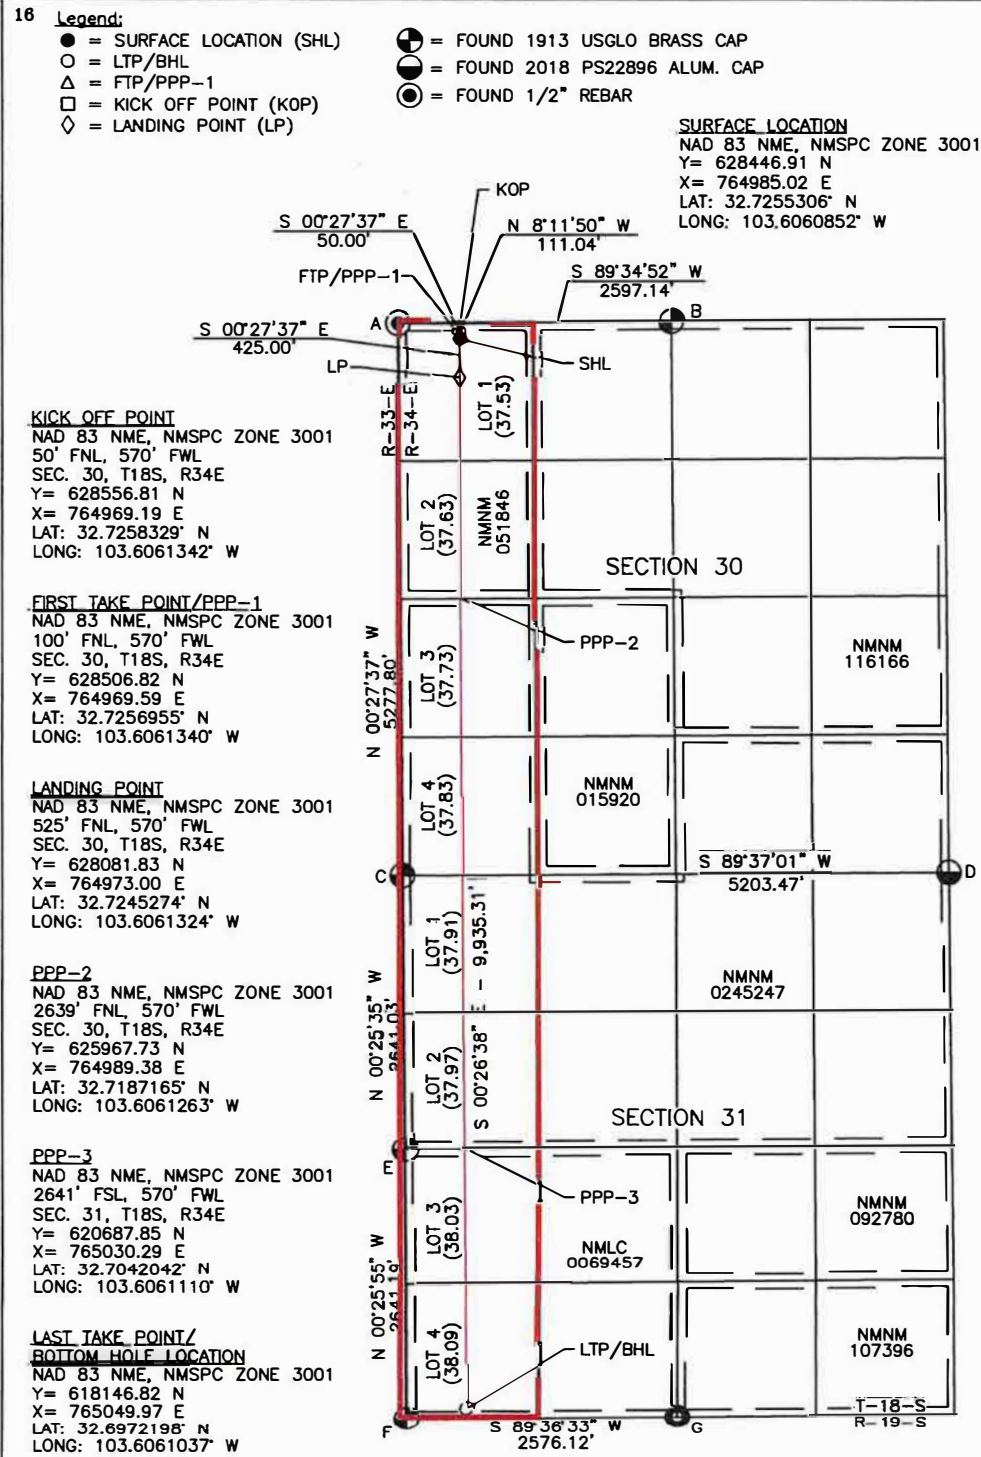 16
Legend:
● = SURFACE LOCATION (SHL)
○ = LTP/BHL
△ = FTP/PPP-1
□ = KICK OFF POINT (KOP)
◇ = LANDING POINT (LP)
= FOUND 1913 USGLO BRASS CAP
= FOUND 2018 PS22896 ALUM. CAP
= FOUND 1/2" REBAR
SURFACE LOCATION
NAD 83 NME, NMSPC ZONE 3001
Y= 628446.91 N
X= 764985.02 E
LAT: 32.7255306° N
LONG: 103.6060852° W
KOP
S 00°27'37" E
50.00'
N 8°11'50" W
111.04'
FTP/PPP-1
S 89°34'52" W
2597.14'
A
B
S 00°27'37" E
425.00'
SHL
LP
R-33-E
R-34-E
LOT 1
(37.53)
KICK OFF POINT
NAD 83 NME, NMSPC ZONE 3001
50' FNL, 570' FWL
SEC. 30, T18S, R34E
Y= 628556.81 N
X= 764969.19 E
LAT: 32.7258329° N
LONG: 103.6061342° W
LOT 2
(37.63)
NMNM
051846
SECTION 30
FIRST TAKE POINT/PPP-1
NAD 83 NME, NMSPC ZONE 3001
100' FNL, 570' FWL
SEC. 30, T18S, R34E
Y= 628506.82 N
X= 764969.59 E
LAT: 32.7256955° N
LONG: 103.6061340° W
N 00°27'37" W
5277.80'
LOT 3
(37.73)
PPP-2
NMNM
116166
LANDING POINT
NAD 83 NME, NMSPC ZONE 3001
525' FNL, 570' FWL
SEC. 30, T18S, R34E
Y= 628081.83 N
X= 764973.00 E
LAT: 32.7245274° N
LONG: 103.6061324° W
LOT 4
(37.83)
NMNM
015920
S 89°37'01" W
5203.47'
C
D
LOT 1
(37.91)
S 00°26'38" E - 9,935.31'
NMNM
0245247
PPP-2
NAD 83 NME, NMSPC ZONE 3001
2639' FNL, 570' FWL
SEC. 30, T18S, R34E
Y= 625967.73 N
X= 764989.38 E
LAT: 32.7187165° N
LONG: 103.6061263° W
N 00°25'35" W
2641.03'
LOT 2
(37.97)
SECTION 31
E
PPP-3
NAD 83 NME, NMSPC ZONE 3001
2641' FSL, 570' FWL
SEC. 31, T18S, R34E
Y= 620687.85 N
X= 765030.29 E
LAT: 32.7042042° N
LONG: 103.6061110° W
LOT 3
(38.03)
PPP-3
NMLC
0069457
NMNM
092780
N 00°25'55" W
2641.19'
LAST TAKE POINT/
BOTTOM HOLE LOCATION
NAD 83 NME, NMSPC ZONE 3001
Y= 618146.82 N
X= 765049.97 E
LAT: 32.6972198° N
LONG: 103.6061037° W
LOT 4
(38.09)
LTP/BHL
NMNM
107396
T-18-S
R-19-S
F
S 89°36'33" W
2576.12'
G